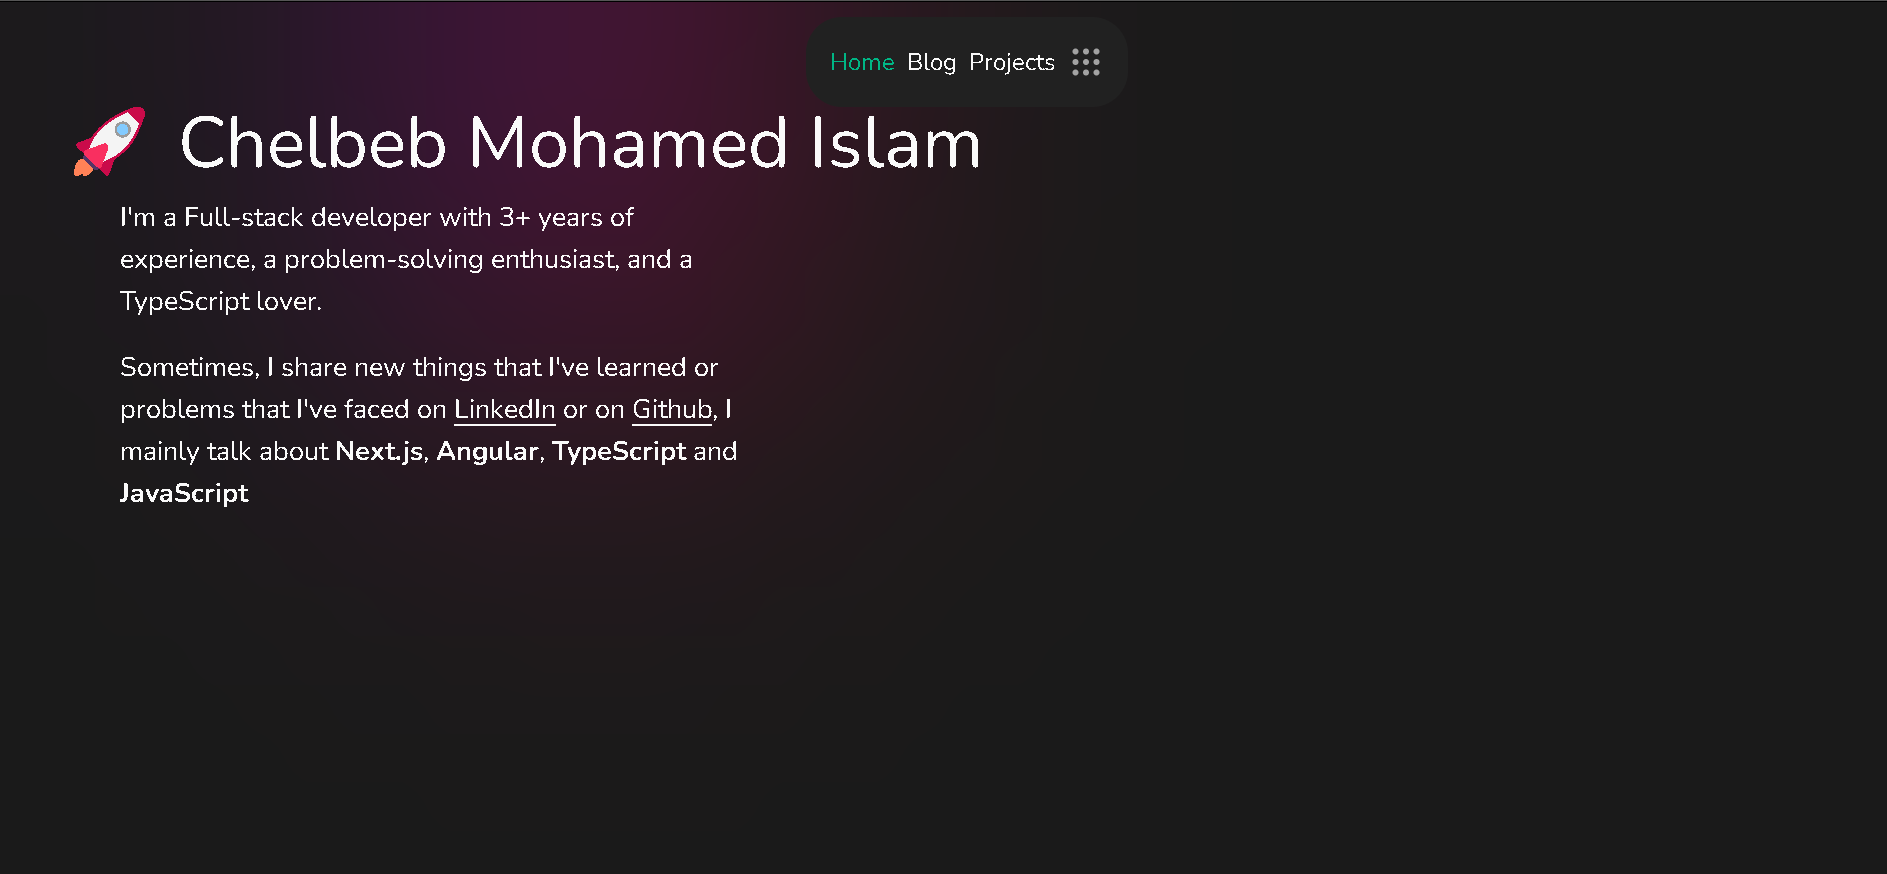 Home Blog Projects
Chelbeb Mohamed Islam
I'm a Full-stack developer with 3+ years of
experience, a problem-solving enthusiast, and a
TypeScript lover.
Sometimes, I share new things that I've learned or
problems that I've faced on LinkedIn or on Github, I
mainly talk about Next.js, Angular, TypeScript and
JavaScript